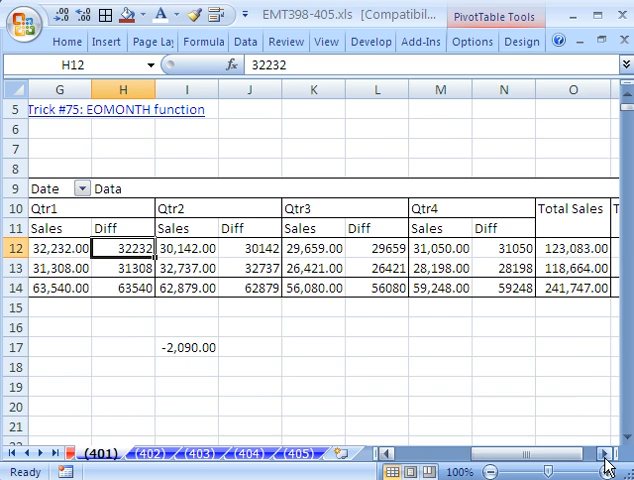 EMT398-405.xls [Compatibil...
PivotTable Tools
Home Insert Page Lay Formula Data Review View Develop Add-Ins Options Design
H12 fx 32232
G H I J K L M N O
5 Trick #75: EOMONTH function
6
7
8
9 Date Data
10 Qtr1 Qtr2 Qtr3 Qtr4 Total Sales T
11 Sales Diff Sales Diff Sales Diff Sales Diff
12 32,232.00 32232 30,142.00 30142 29,659.00 29659 31,050.00 31050 123,083.00
13 31,308.00 31308 32,737.00 32737 26,421.00 26421 28,198.00 28198 118,664.00
14 63,540.00 63540 62,879.00 62879 56,080.00 56080 59,248.00 59248 241,747.00
15
16
17 -2,090.00
18
19
20
21
(401) (402) (403) (404) (405)
Ready 100%